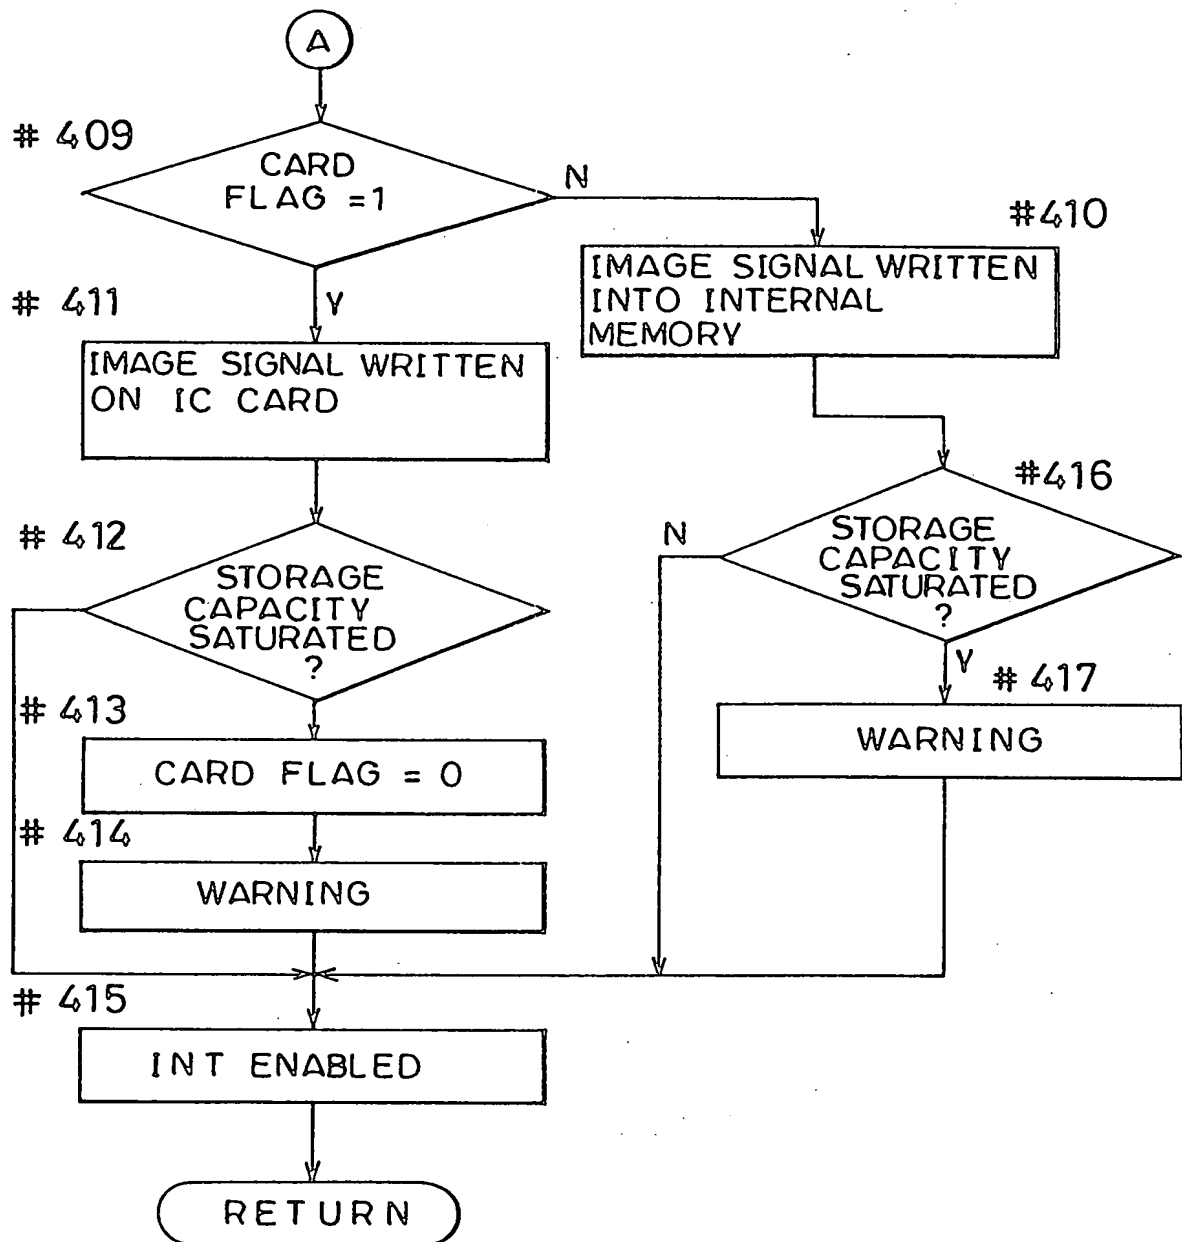 A
# 409
CARD
FLAG =1
N
#410
IMAGE SIGNAL WRITTEN
INTO INTERNAL
MEMORY
# 411
Y
IMAGE SIGNAL WRITTEN
ON IC CARD
#416
STORAGE
CAPACITY
SATURATED
?
N
Y
# 412
STORAGE
CAPACITY
SATURATED
?
# 417
WARNING
# 413
CARD FLAG = 0
# 414
WARNING
# 415
INT ENABLED
RETURN